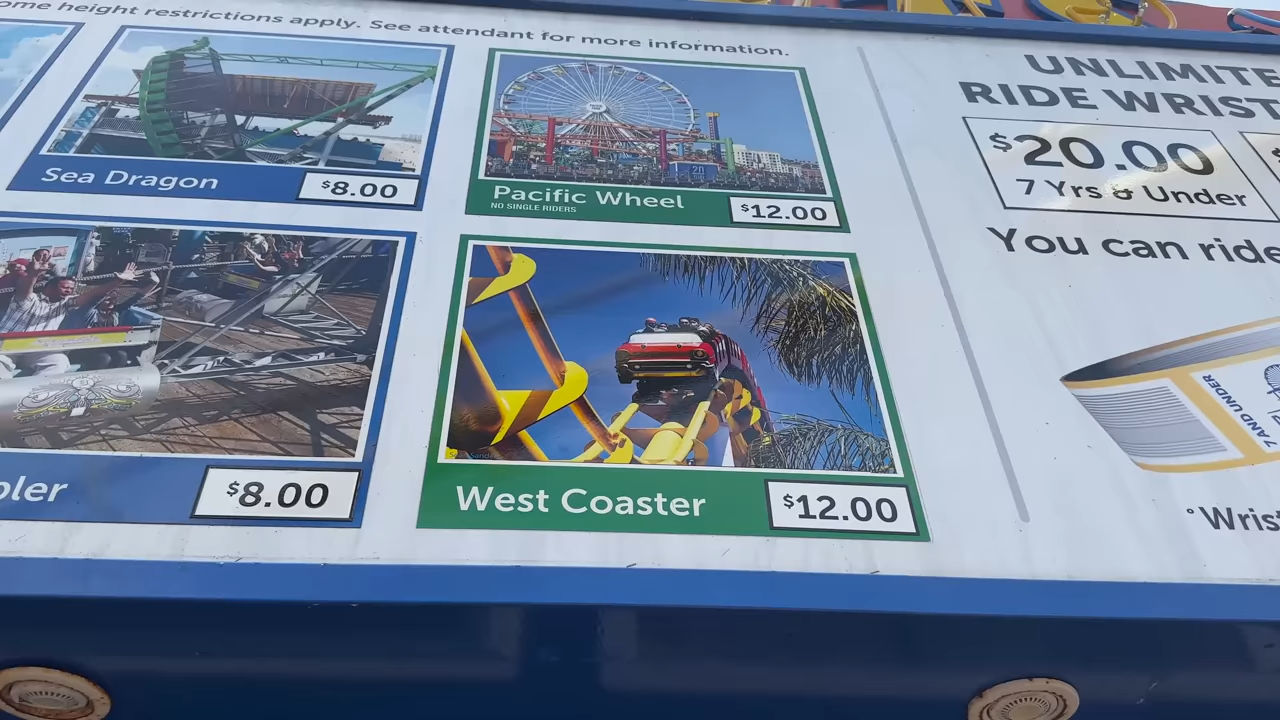 ome height restrictions apply. See attendant for more information.
Sea Dragon
$8.00
Pacific Wheel
NO SINGLE RIDERS
$12.00
oler
$8.00
West Coaster
$12.00
UNLIMITE
RIDE WRIST
$20.00
7 Yrs & Under
$
You can ride
7 AND UNDER
°Wrist